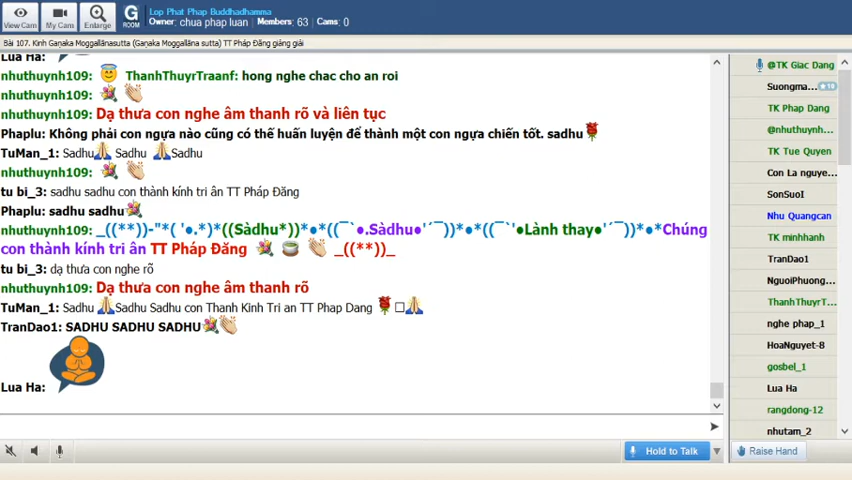 Lop Phat Phap Buddhadhamma
G
ROOM
Owner: chua phap luan Members: 63 Cams: 0
View Cam My Cam Enlarge
Bài 107. Kinh Gaṇaka Moggallānasutta (Gaṇaka Moggallāna sutta) TT Pháp Đăng giảng giải
Lua Ha:
nhuthuynh109: ThanhThuyrTraanf: hong nghe chac cho an roi
nhuthuynh109:
nhuthuynh109: Dạ thưa con nghe âm thanh rõ và liên tục
Phaplu: Không phải con ngựa nào cũng có thể huấn luyện để thành một con ngựa chiến tốt. sadhu
TuMan_1: Sadhu Sadhu Sadhu
nhuthuynh109:
tu bi_3: sadhu sadhu con thành kính tri ân TT Pháp Đăng
Phaplu: sadhu sadhu
nhuthuynh109: _((**))-"*( '●.*)*((Sàdhu*))*●*((¯`●.Sàdhu●'´¯))*●*((¯`'●Lành thay●'´¯))*●*Chúng
con thành kính tri ân TT Pháp Đăng _((**))_
tu bi_3: dạ thưa con nghe rõ
nhuthuynh109: Dạ thưa con nghe âm thanh rõ
TuMan_1: Sadhu Sadhu Sadhu con Thanh Kinh Tri an TT Phap Dang
TranDao1: SADHU SADHU SADHU
Lua Ha:
@TK Giac Dang
Suongma... 10
TK Phap Dang
@nhuthuynh...
TK Tue Quyen
Con La nguye...
SonSuoI
Nhu Quangcan
TK minhhanh
TranDao1
NguoiPhuong...
ThanhThuyrT...
nghe phap_1
HoaNguyet-8
gosbel_1
Lua Ha
rangdong-12
nhutam_2
Hold to Talk
Raise Hand